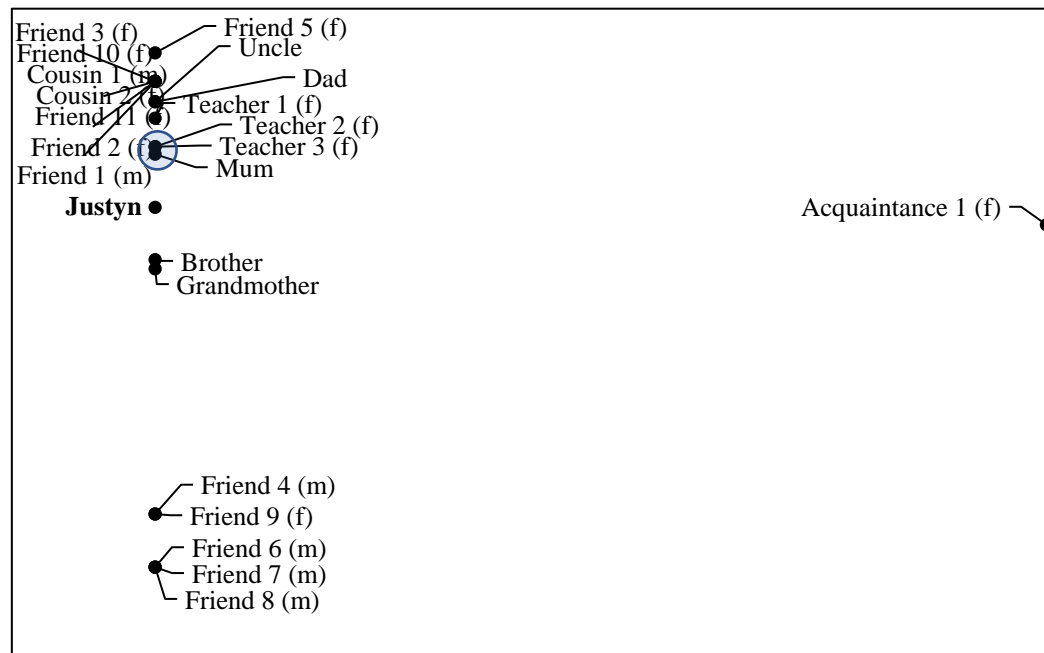 Friend 3 (f)
Friend 5 (f)
Uncle
Friend 10 (f)
Cousin 1 (m)
Dad
Cousin 2 (f)
Teacher 1 (f)
Friend 11 (f)
Teacher 2 (f)
Friend 2 (f)
Teacher 3 (f)
Mum
Friend 1 (m)
Justyn
Acquaintance 1 (f)
Brother
Grandmother
Friend 4 (m)
Friend 9 (f)
Friend 6 (m)
Friend 7 (m)
Friend 8 (m)